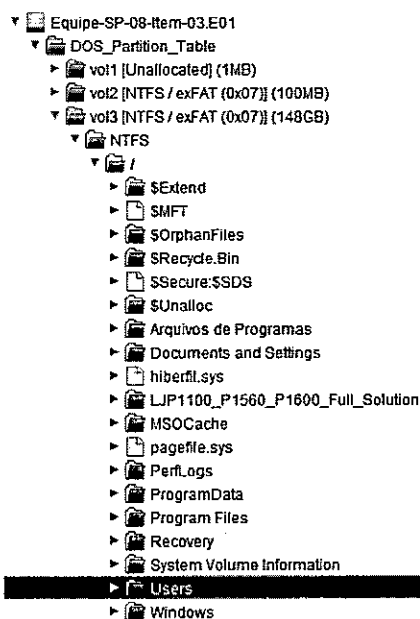 Equipe-SP-08-Item-03.E01
DOS_Partition_Table
vol1 [Unallocated] (1MB)
vol2 [NTFS / exFAT (0x07)] (100MB)
vol3 [NTFS / exFAT (0x07)] (148GB)
NTFS
/
$Extend
$MFT
$OrphanFiles
$Recycle.Bin
$Secure:$SDS
$Unalloc
Arquivos de Programas
Documents and Settings
hiberfil.sys
LJP1100_P1560_P1600_Full_Solution
MSOCache
pagefile.sys
PerfLogs
ProgramData
Program Files
Recovery
System Volume Information
Users
Windows